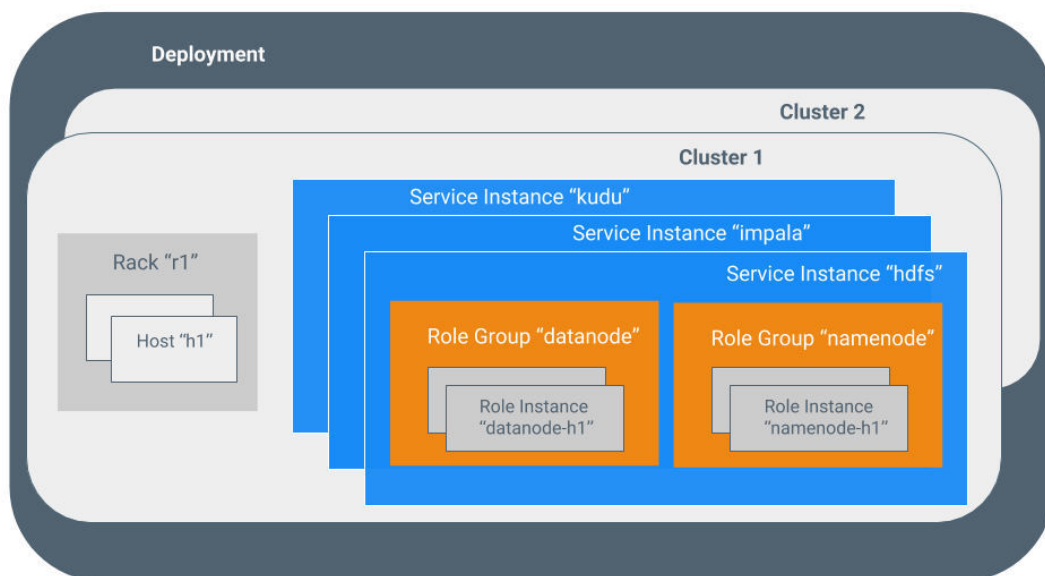 Deployment
Cluster 2
Cluster 1
Service Instance “kudu”
Service Instance “impala”
Service Instance “hdfs”
Rack “r1”
Host “h1”
Role Group “datanode”
Role Instance
“datanode-h1”
Role Group “namenode”
Role Instance
“namenode-h1”